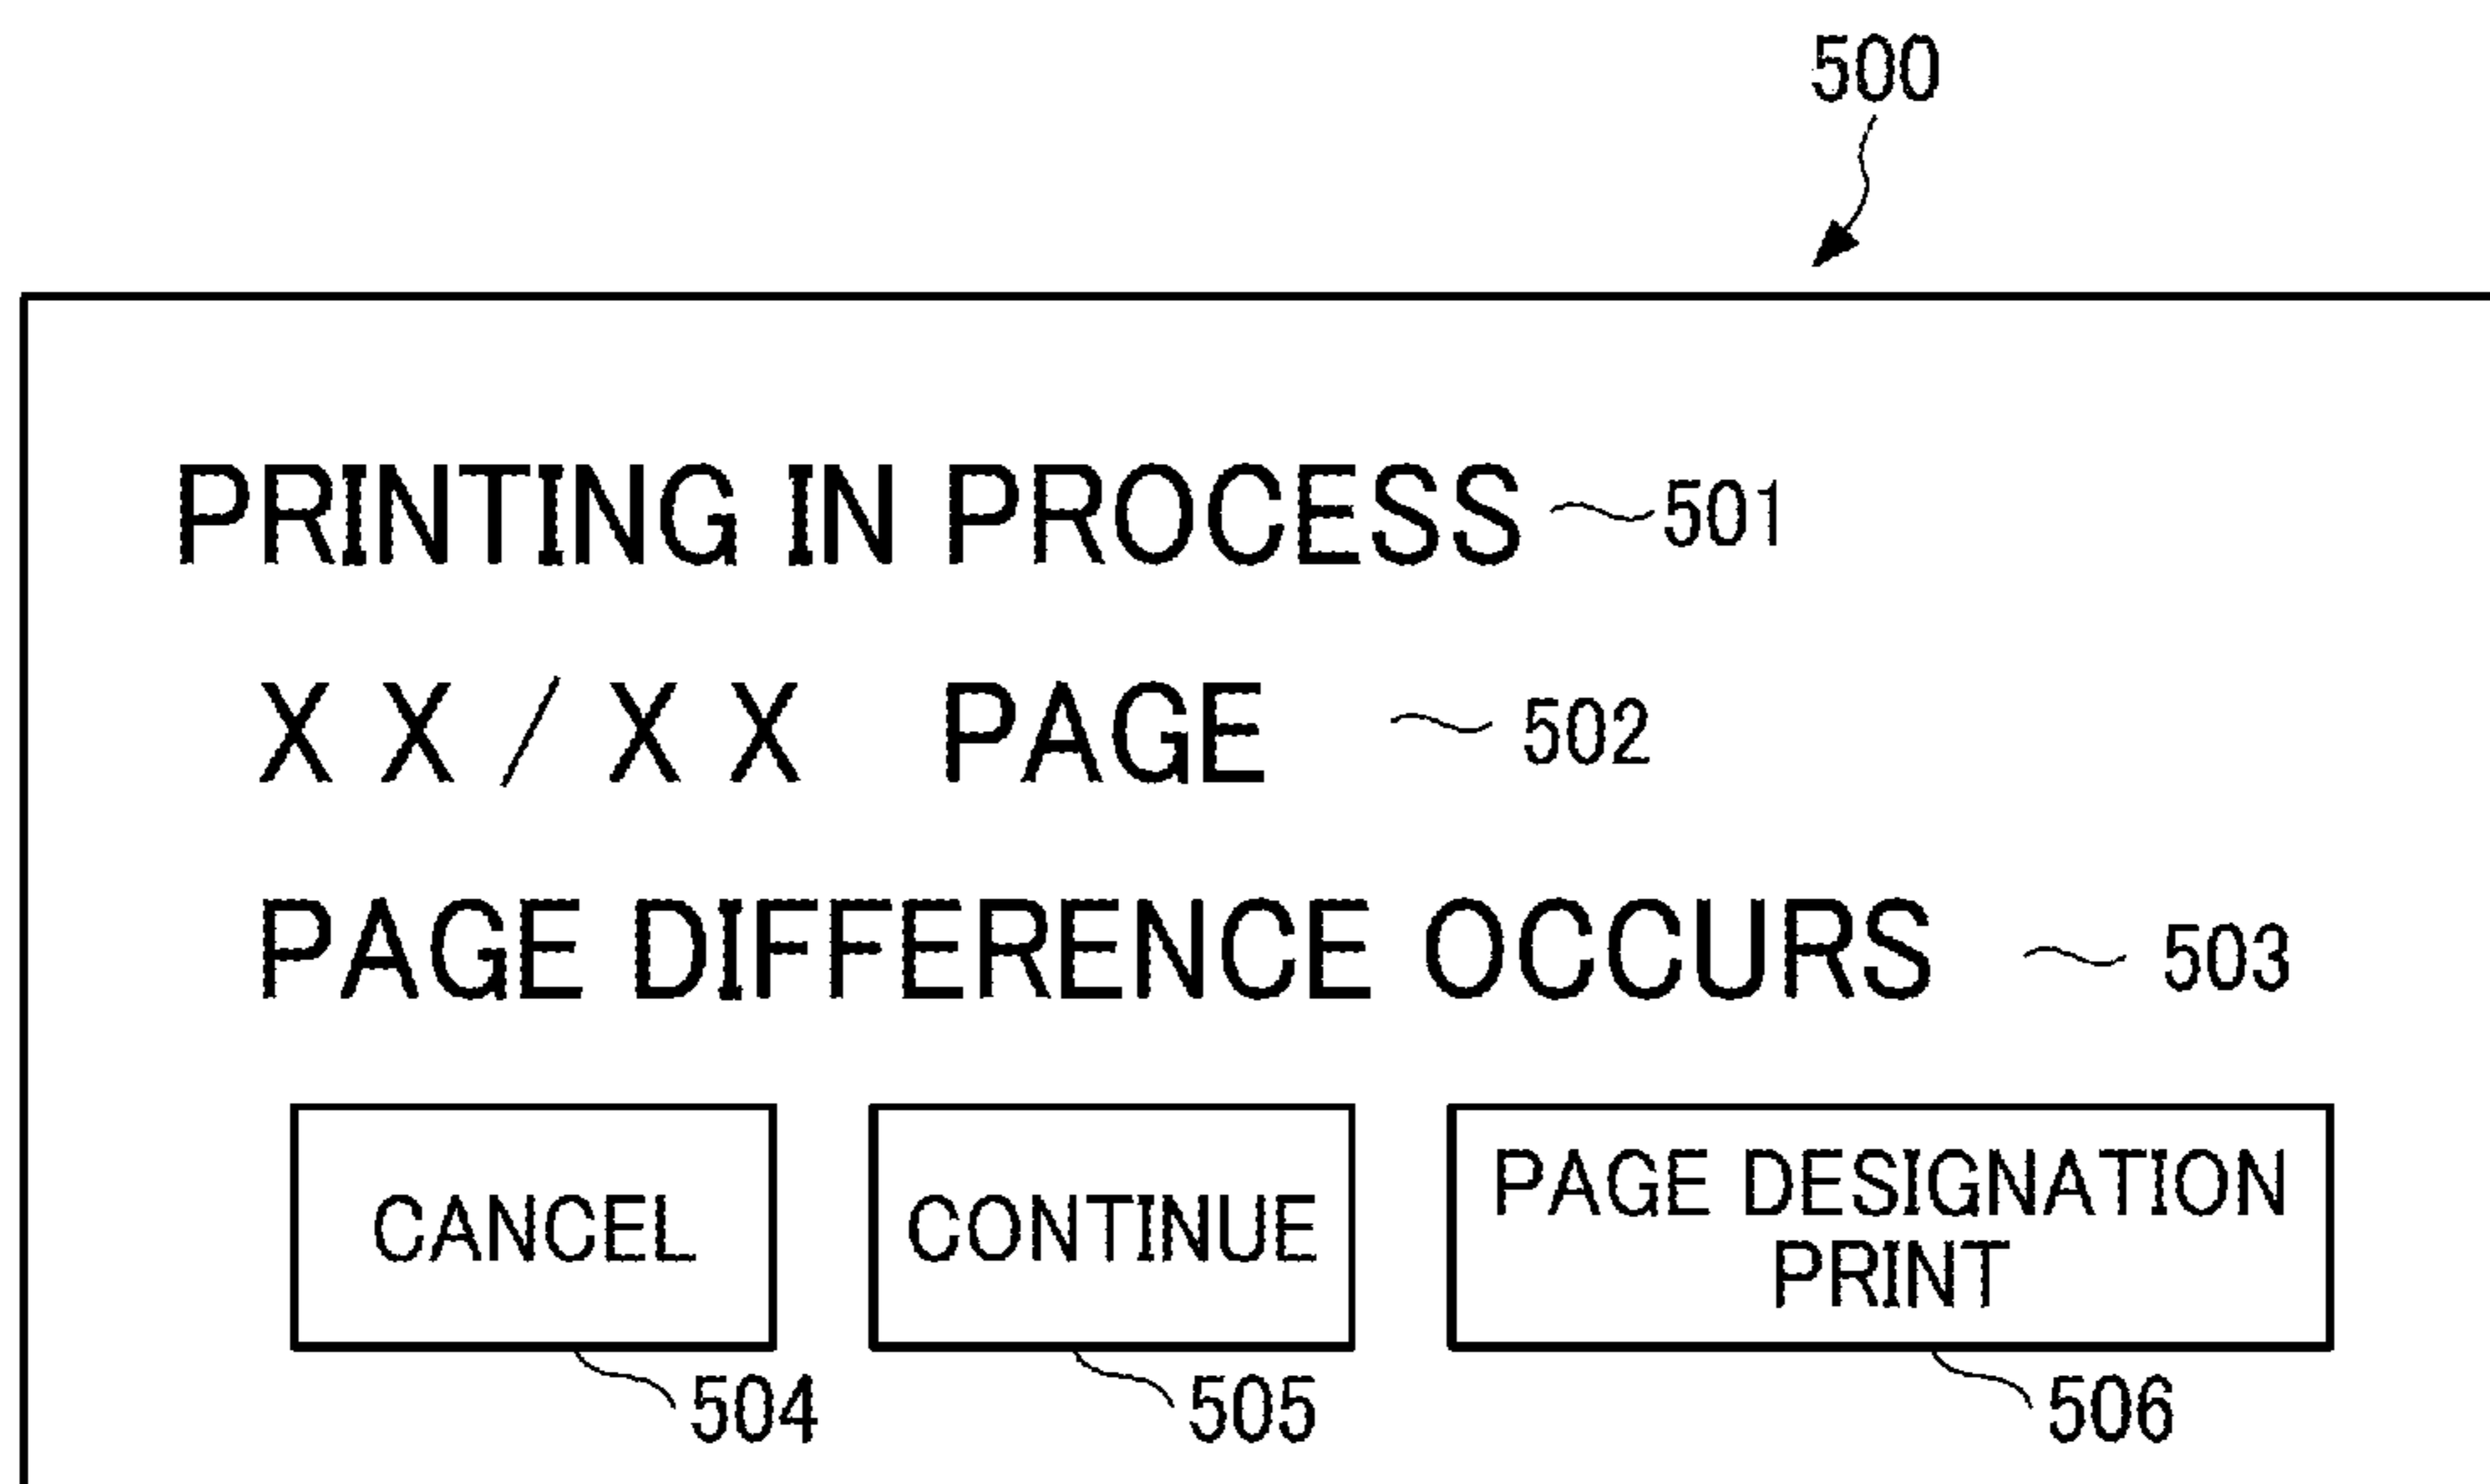 500
PRINTING IN PROCESS 501
X X / X X PAGE 502
PAGE DIFFERENCE OCCURS 503
CANCEL CONTINUE PAGE DESIGNATION
PRINT
504 505 506